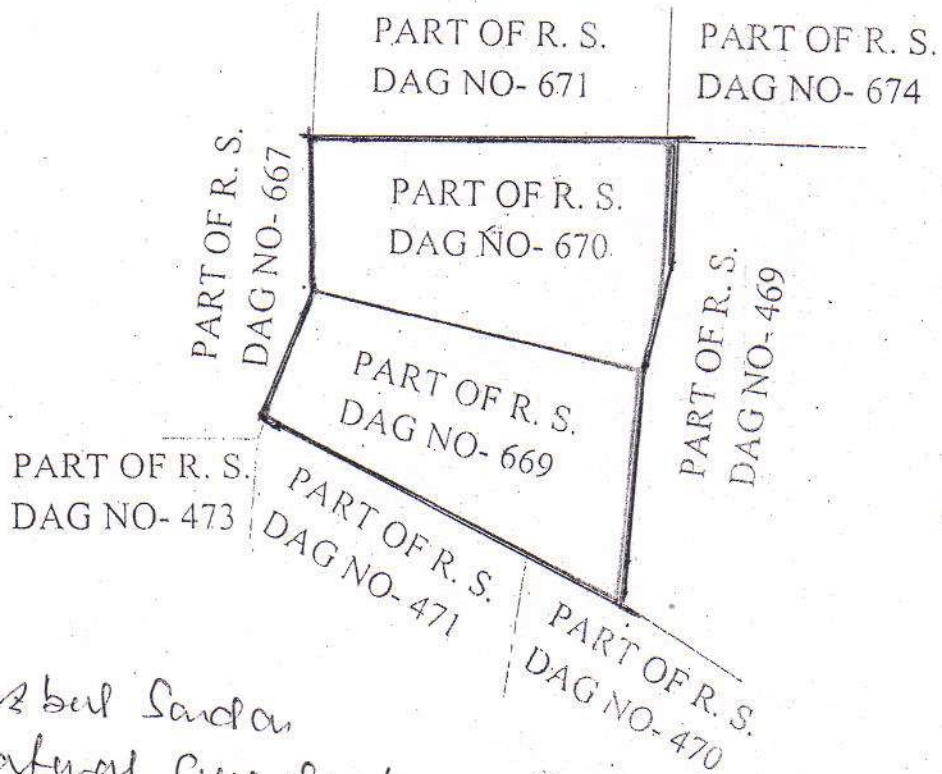 PART OF R. S.
DAG NO- 671
PART OF R. S.
DAG NO- 674
PART OF R. S.
DAG NO- 667
PART OF R. S.
DAG NO- 670
PART OF R. S.
DAG NO- 469
PART OF R. S.
DAG NO- 669
PART OF R. S.
DAG NO- 473
PART OF R. S.
DAG NO- 471
PART OF R. S.
DAG NO- 470